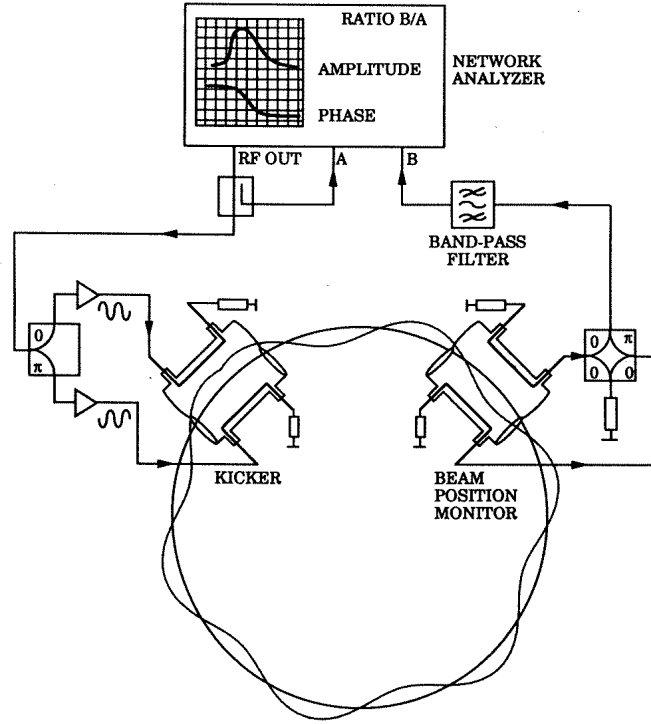 RATIO B/A
AMPLITUDE
PHASE
NETWORK
ANALYZER
RF OUT
A
B
BAND-PASS
FILTER
0
π
0
π
0
0
KICKER
BEAM
POSITION
MONITOR